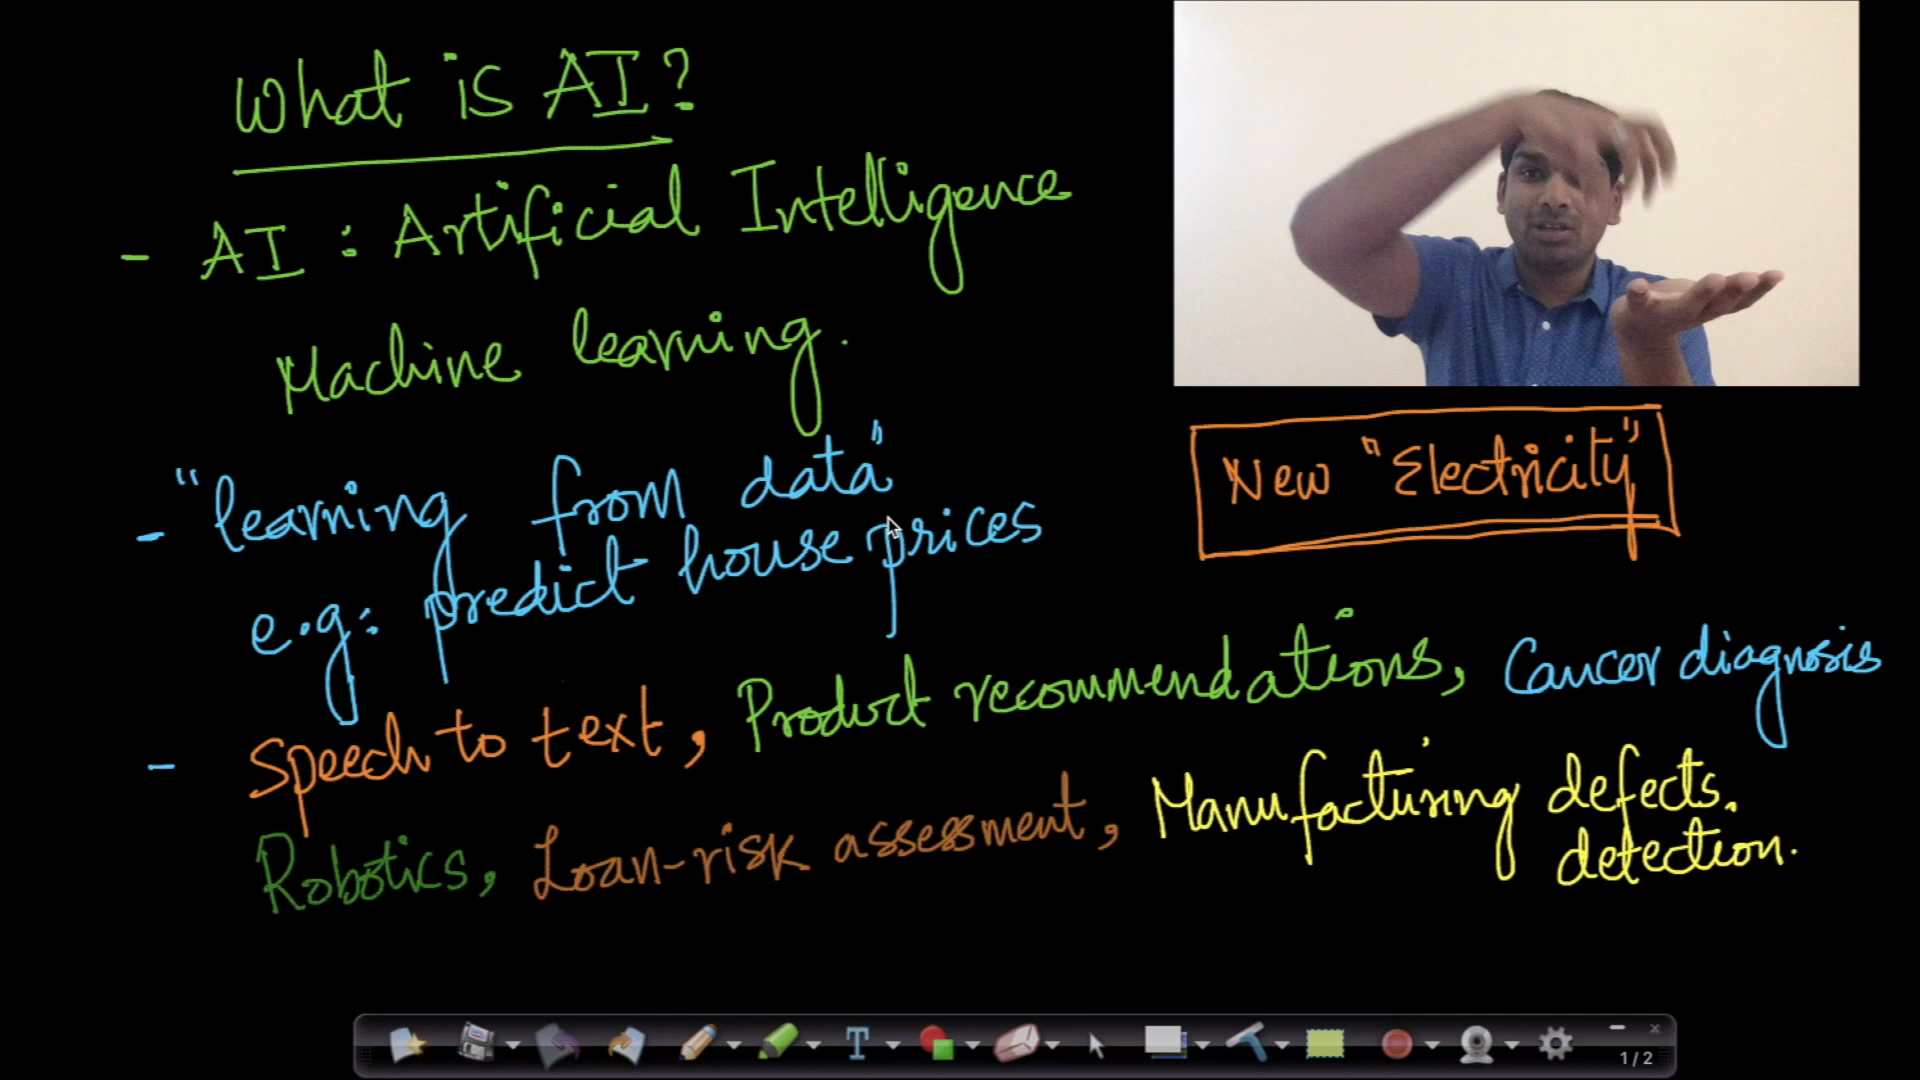 What is AI?
- AI : Artificial Intelligence
Machine learning.
- "learning from data"
e.g: predict house prices
New "Electricity"
- Speech to text, Product recommendations, Cancer diagnosis
Robotics, Loan-risk assessment, Manufacturing defects.
detection.
T
1/2